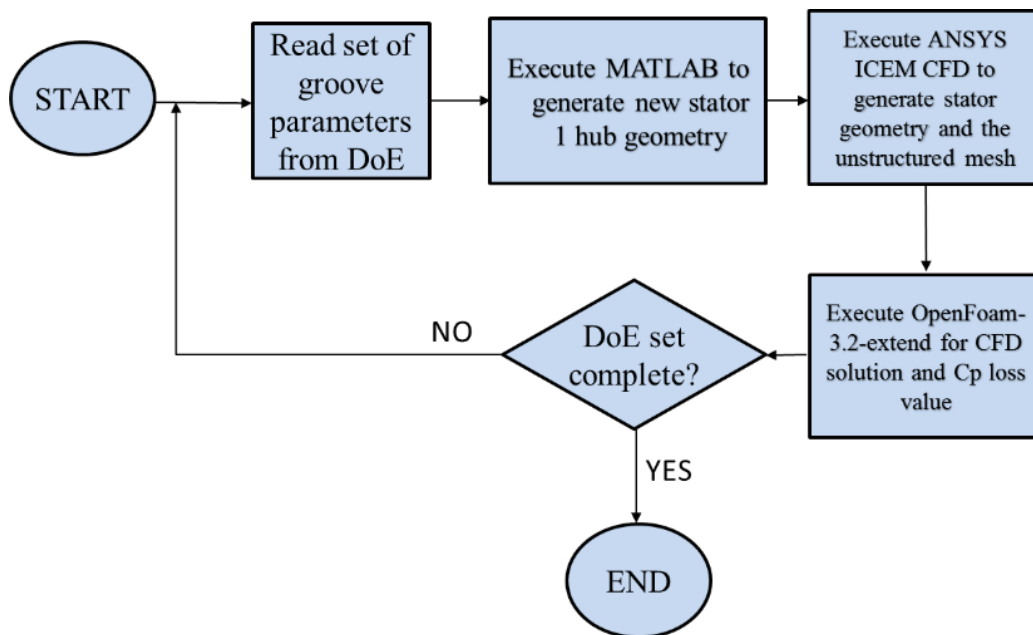 START
Read set of
groove
parameters
from DoE
Execute MATLAB to
generate new stator
1 hub geometry
Execute ANSYS
ICEM CFD to
generate stator
geometry and the
unstructured mesh
Execute OpenFoam-
3.2-extend for CFD
solution and Cp loss
value
DoE set
complete?
NO
YES
END